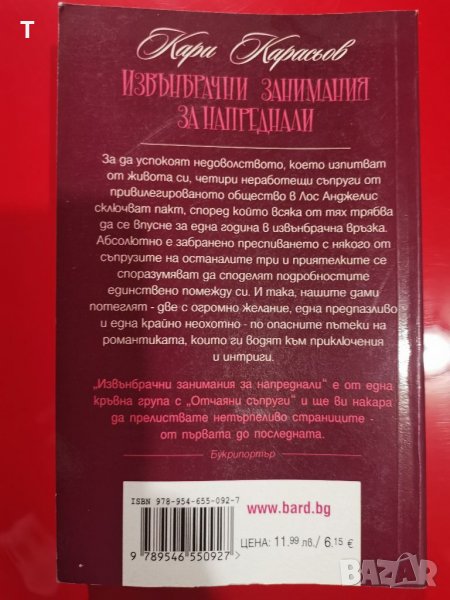 T
Кари Карасьов
ИЗВЪНБРАЧНИ ЗАНИМАНИЯ
ЗА НАПРЕДНАЛИ
За да успокоят недоволството, което изпитват
от живота си, четири неработещи съпруги от
привилегированото общество в Лос Анджелис
сключват пакт, според който всяка от тях трябва
да се впусне за една година в извънбрачна връзка.
Абсолютно е забранено преспиването с някого от
съпрузите на останалите три и приятелките се
споразумяват да споделят подробностите
единствено помежду си. И така, нашите дами
потеглят - две с огромно желание, една предпазливо
и една крайно неохотно - по опасните пътеки на
романтиката, които ги водят към приключения
и интриги.
„Извънбрачни занимания за напреднали“ е от една
кръвна група с „Отчаяни съпруги“ и ще ви накара
да прелиствате нетърпеливо страниците -
от първата до последната.
Букрипортър
ISBN 978-954-655-092-7
9 789546 550927
www.bard.bg
ЦЕНА: 11.99 лв./ 6.15 €
BAZAR